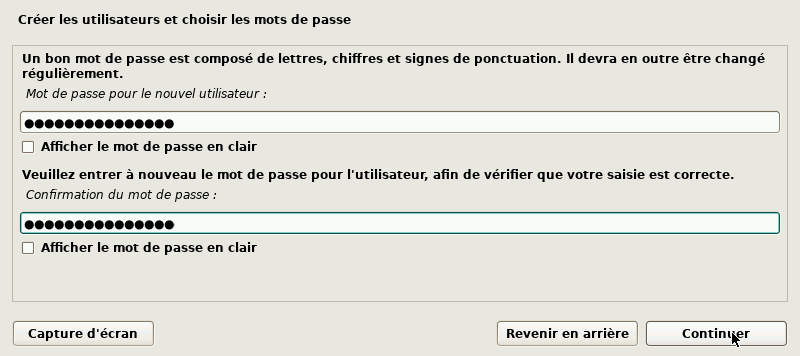 Créer les utilisateurs et choisir les mots de passe
Un bon mot de passe est composé de lettres, chiffres et signes de ponctuation. Il devra en outre être changé
régulièrement.
Mot de passe pour le nouvel utilisateur :
●●●●●●●●●●●●●●●
Afficher le mot de passe en clair
Veuillez entrer à nouveau le mot de passe pour l'utilisateur, afin de vérifier que votre saisie est correcte.
Confirmation du mot de passe :
●●●●●●●●●●●●●●●
Afficher le mot de passe en clair
Capture d'écran
Revenir en arrière
Continuer